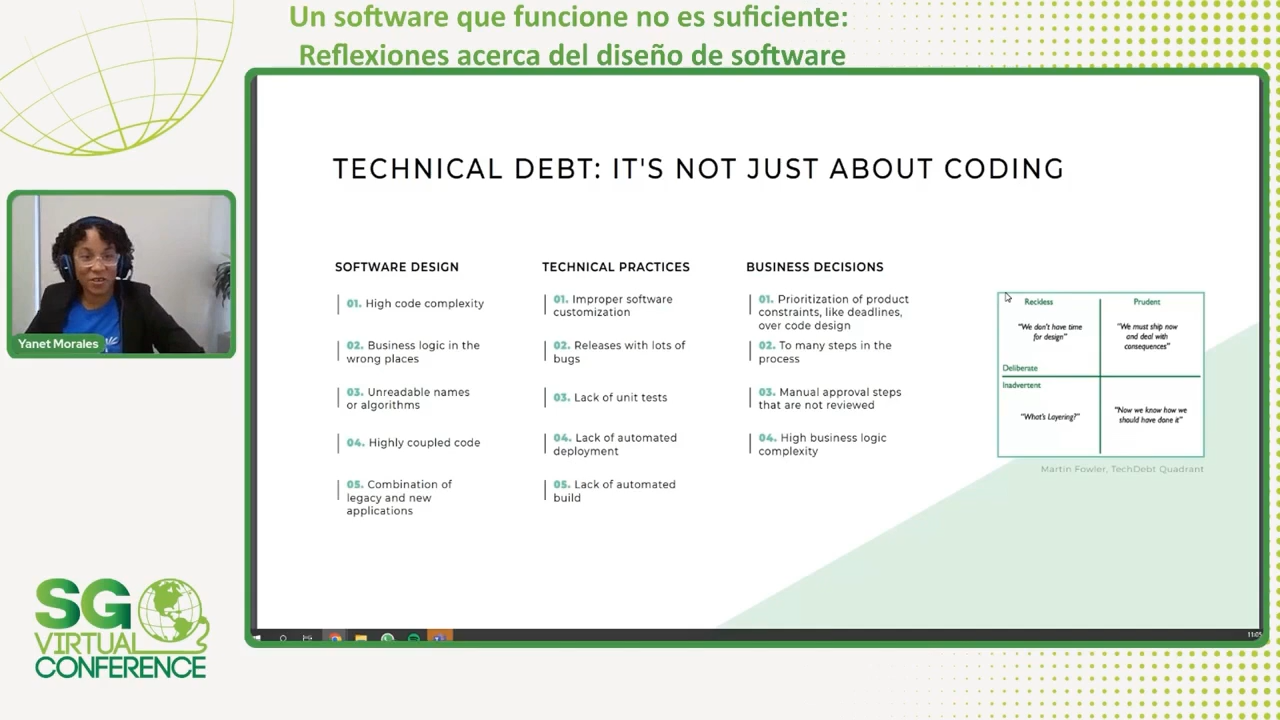 Un software que funcione no es suficiente:
Reflexiones acerca del diseño de software
TECHNICAL DEBT: IT'S NOT JUST ABOUT CODING
SOFTWARE DESIGN
01. High code complexity
02. Business logic in the
wrong places
03. Unreadable names
or algorithms
04. Highly coupled code
05. Combination of
legacy and new
applications
TECHNICAL PRACTICES
01. Improper software
customization
02. Releases with lots of
bugs
03. Lack of unit tests
04. Lack of automated
deployment
05. Lack of automated
build
BUSINESS DECISIONS
01. Prioritization of product
constraints, like deadlines,
over code design
02. To many steps in the
process
03. Manual approval steps
that are not reviewed
04. High business logic
complexity
Reckless
Prudent
"We don't have time
for design"
"We must ship now
and deal with
consequences"
Deliberate
Inadvertent
"What's Layering?"
"Now we know how we
should have done it"
Martin Fowler, TechDebt Quadrant
Yanet Morales
SG
VIRTUAL
CONFERENCE